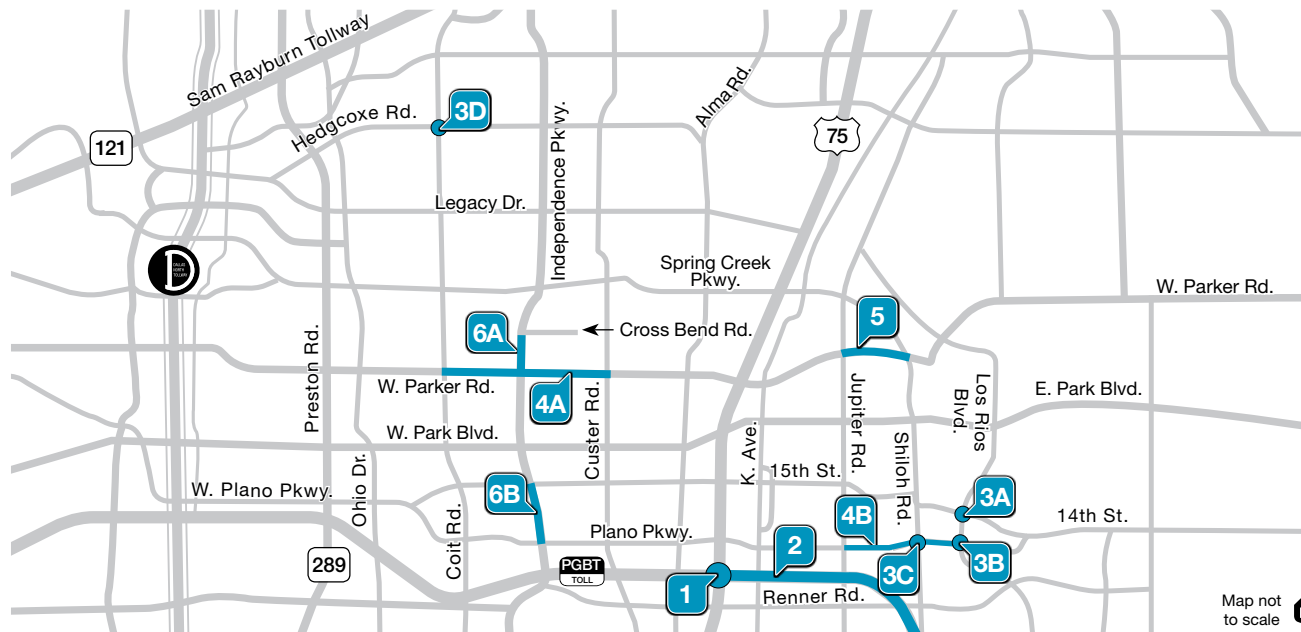 Sam Rayburn Tollway
121
Hedgcoxe Rd.
3D
Independence Pkwy.
Alma Rd.
75
Legacy Dr.
D
DALLAS
NORTH
TOLLWAY
Spring Creek
Pkwy.
W. Parker Rd.
6A
Cross Bend Rd.
5
Preston Rd.
W. Parker Rd.
4A
Custer Rd.
Jupiter Rd.
Los Rios
Blvd.
E. Park Blvd.
W. Park Blvd.
K. Ave.
15th St.
Shiloh Rd.
Ohio Dr.
W. Plano Pkwy.
6B
Coit Rd.
3A
14th St.
Plano Pkwy.
4B
2
3C
3B
289
PGBT
TOLL
1
Renner Rd.
Map not
to scale